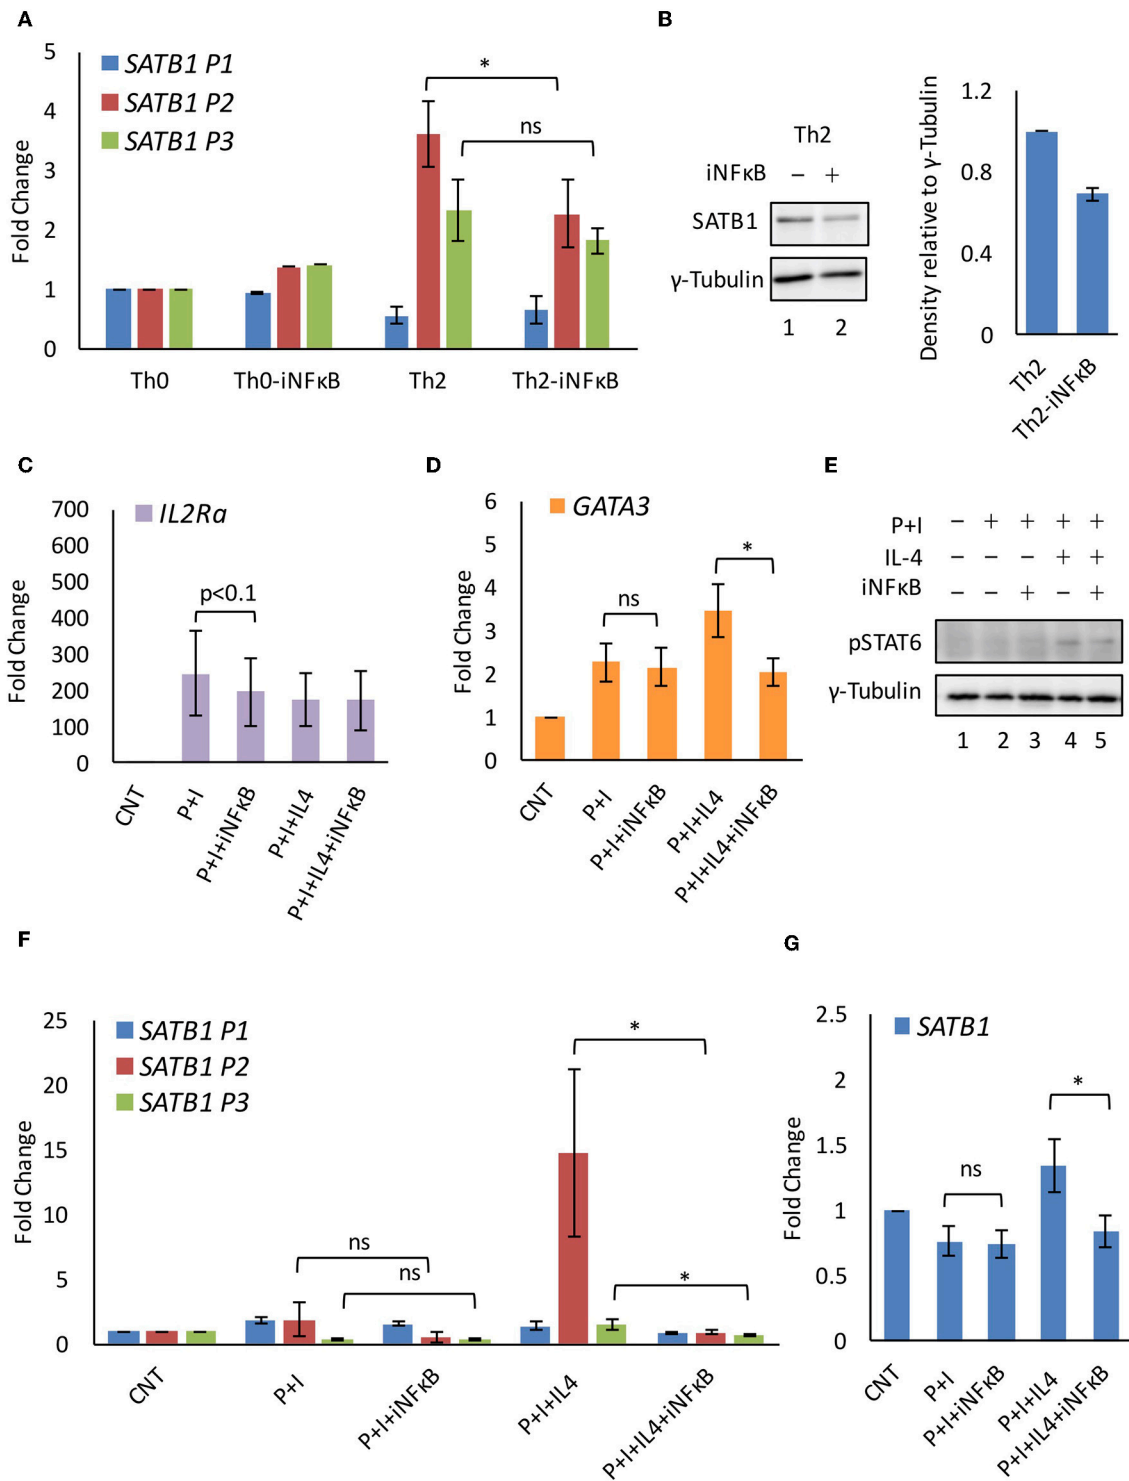 A
5
4
3
2
1
0
Fold Change
SATB1 P1
SATB1 P2
SATB1 P3
*
ns
Th0
Th0-iNFκB
Th2
Th2-iNFκB
B
Th2
iNFκB − +
SATB1
γ-Tubulin
1 2
Density relative to γ-Tubulin
1.2
0.8
0.4
0
Th2
Th2-iNFκB
C
700
600
500
400
300
200
100
0
Fold Change
IL2Ra
p<0.1
CNT
P+I
P+I+iNFκB
P+I+IL4
P+I+IL4+iNFκB
D
6
5
4
3
2
1
0
Fold Change
GATA3
ns
*
CNT
P+I
P+I+iNFκB
P+I+IL4
P+I+IL4+iNFκB
E
P+I − + + + +
IL-4 − − − + +
iNFκB − − + − +
pSTAT6
γ-Tubulin
1 2 3 4 5
F
25
20
15
10
5
0
Fold Change
SATB1 P1
SATB1 P2
SATB1 P3
ns
ns
*
*
CNT
P+I
P+I+iNFκB
P+I+IL4
P+I+IL4+iNFκB
G
2.5
2
1.5
1
0.5
0
Fold Change
SATB1
ns
*
CNT
P+I
P+I+iNFκB
P+I+IL4
P+I+IL4+iNFκB